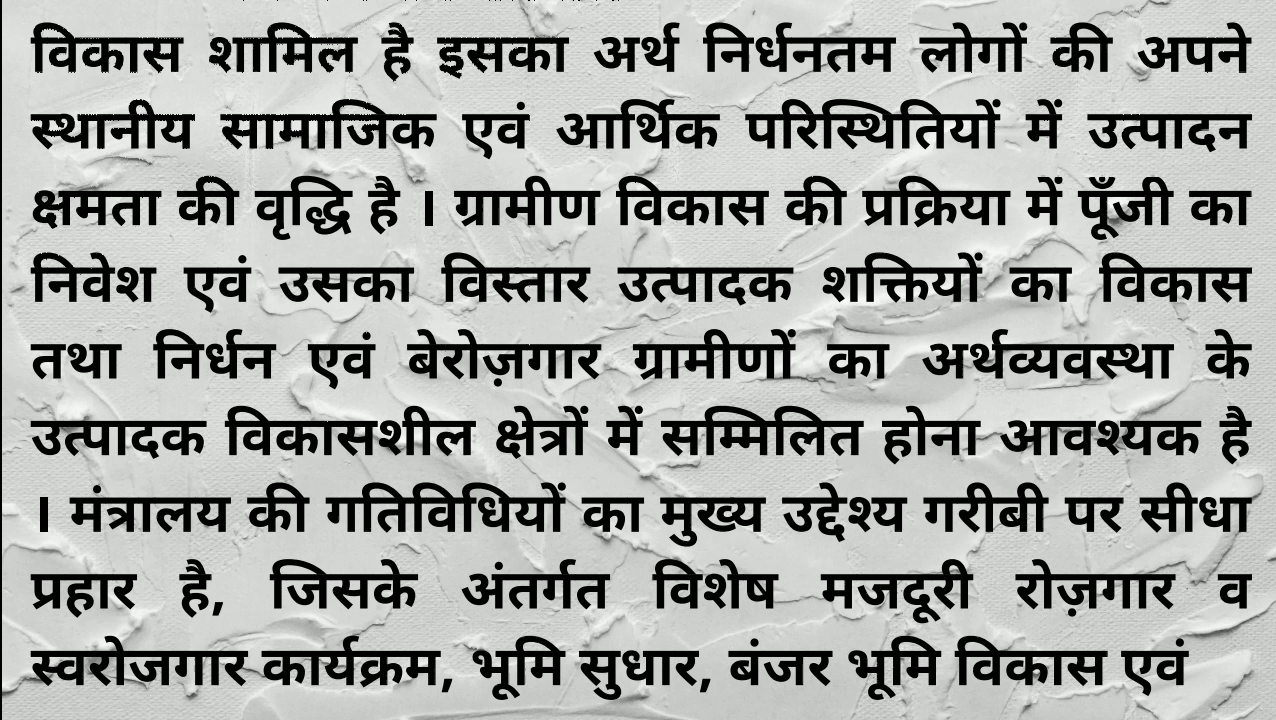 विकास शामिल है इसका अर्थ निर्धनतम लोगों की अपने
स्थानीय सामाजिक एवं आर्थिक परिस्थितियों में उत्पादन
क्षमता की वृद्धि है । ग्रामीण विकास की प्रक्रिया में पूँजी का
निवेश एवं उसका विस्तार उत्पादक शक्तियों का विकास
तथा निर्धन एवं बेरोज़गार ग्रामीणों का अर्थव्यवस्था के
उत्पादक विकासशील क्षेत्रों में सम्मिलित होना आवश्यक है
। मंत्रालय की गतिविधियों का मुख्य उद्देश्य गरीबी पर सीधा
प्रहार है, जिसके अंतर्गत विशेष मजदूरी रोज़गार व
स्वरोजगार कार्यक्रम, भूमि सुधार, बंजर भूमि विकास एवं